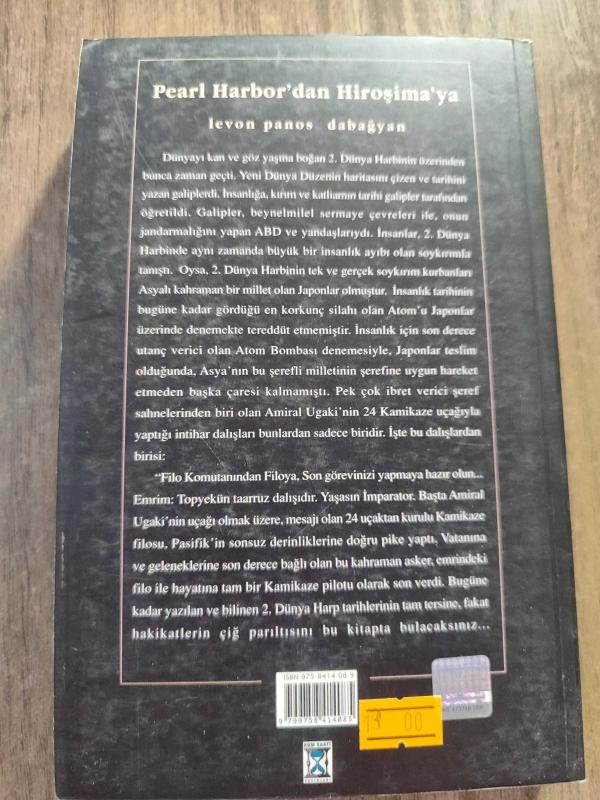 Pearl Harbor'dan Hiroşima'ya
levon panos dabağyan
Dünyayı kan ve göz yaşına boğan 2. Dünya Harbinin üzerinden
bunca zaman geçti. Yeni Dünya Düzenin haritasını çizen ve tarihini
yazan galiplerdi. İnsanlığa, kırım ve katliamın tarihi galipler tarafından
öğretildi. Galipler, beynelmilel sermaye çevreleri ile, onun
jandarmalığını yapan ABD ve yandaşlarıydı. İnsanlar, 2. Dünya
Harbinde aynı zamanda büyük bir insanlık ayıbı olan soykırımla
tanıştı. Oysa, 2. Dünya Harbinin tek ve gerçek soykırım kurbanları
Asyalı kahraman bir millet olan Japonlar olmuştur. İnsanlık tarihinin
bugüne kadar gördüğü en korkunç silahı olan Atom'u Japonlar
üzerinde denemekte tereddüt etmemiştir. İnsanlık için son derece
utanç verici olan Atom Bombası denemesiyle, Japonlar teslim
olduğunda, Asya'nın bu şerefli milletinin şerefine uygun hareket
etmeden başka çaresi kalmamıştı. Pek çok ibret verici şeref
sahnelerinden biri olan Amiral Ugaki'nin 24 Kamikaze uçağıyla
yaptığı intihar dalışları bunlardan sadece biridir. İşte bu dalışlardan
birisi:
"Filo Komutanından Filoya, Son görevinizi yapmaya hazır olun...
Emrim: Topyekün taarruz dalışıdır. Yaşasın İmparator. Başta Amiral
Ugaki'nin uçağı olmak üzere, mesajı olan 24 uçaktan kurulu Kamikaze
filosu, Pasifik'in sonsuz derinliklerine doğru pike yaptı, Vatanına
ve geleneklerine son derece bağlı olan bu kahraman asker, emrindeki
filo ile hayatına tam bir Kamikaze pilotu olarak son verdi. Bugüne
kadar yazılan ve bilinen 2, Dünya Harp tarihlerinin tam tersine, fakat
hakikatlerin çiğ parıltısını bu kitapta bulacaksınız...
ISBN 975-8414-08-9
9 799758 414085
00
KUM SAATİ
YAYINLARI